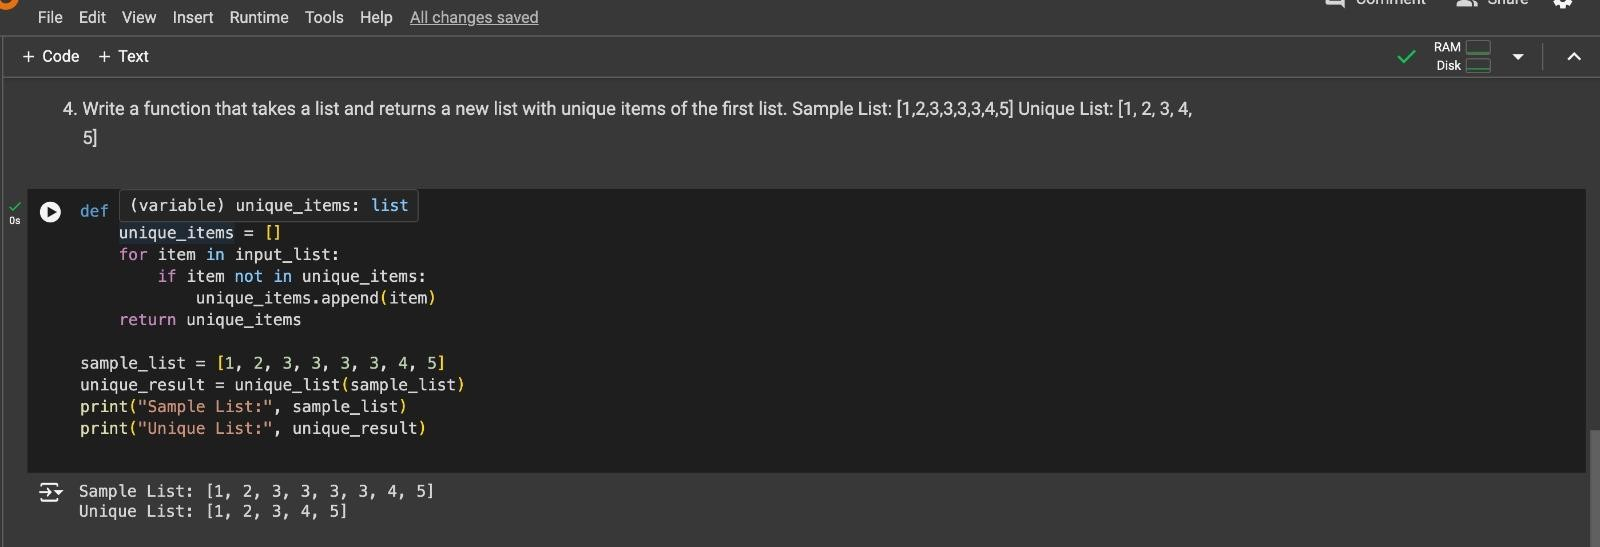 File Edit View Insert Runtime Tools Help All changes saved
Comment Share
+ Code + Text
RAM
Disk
4. Write a function that takes a list and returns a new list with unique items of the first list. Sample List: [1,2,3,3,3,3,4,5] Unique List: [1, 2, 3, 4,
5]
0s
def (variable) unique_items: list
unique_items = []
for item in input_list:
if item not in unique_items:
unique_items.append(item)
return unique_items
sample_list = [1, 2, 3, 3, 3, 3, 4, 5]
unique_result = unique_list(sample_list)
print("Sample List:", sample_list)
print("Unique List:", unique_result)
Sample List: [1, 2, 3, 3, 3, 3, 4, 5]
Unique List: [1, 2, 3, 4, 5]